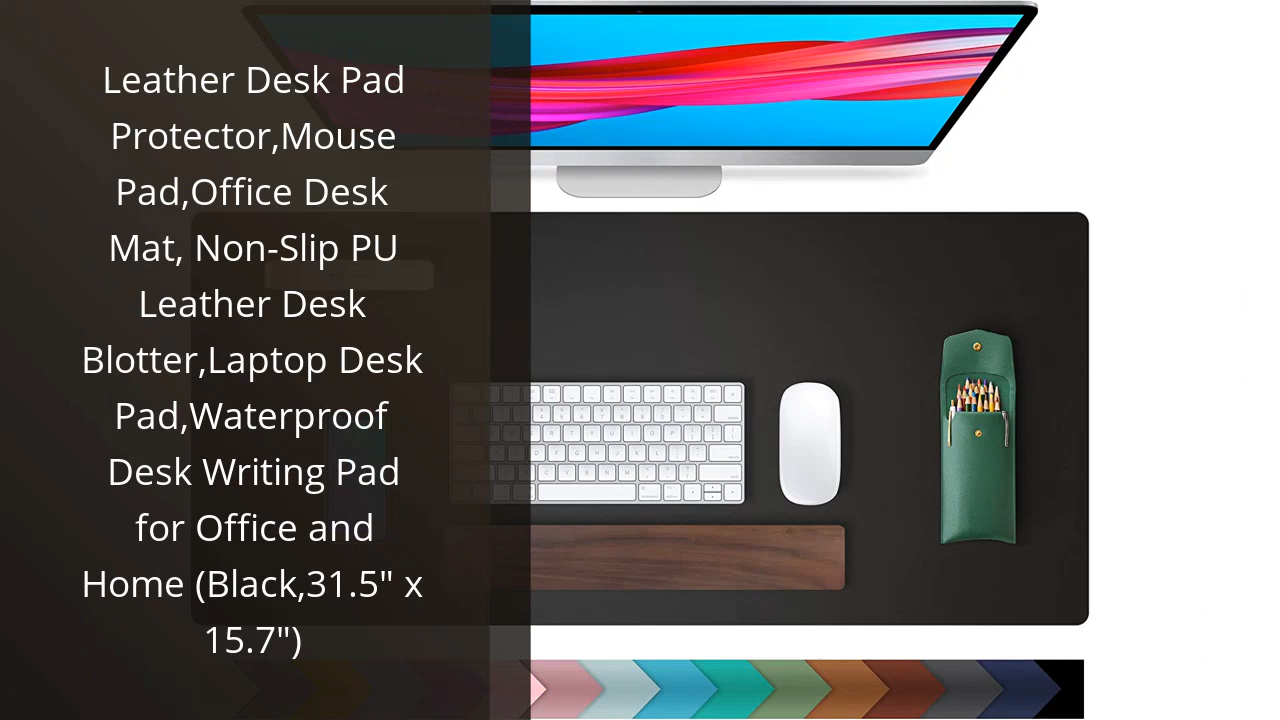 Leather Desk Pad
Protector,Mouse
Pad,Office Desk
Mat, Non-Slip PU
Leather Desk
Blotter,Laptop Desk
Pad,Waterproof
Desk Writing Pad
for Office and
Home (Black,31.5" x
15.7")